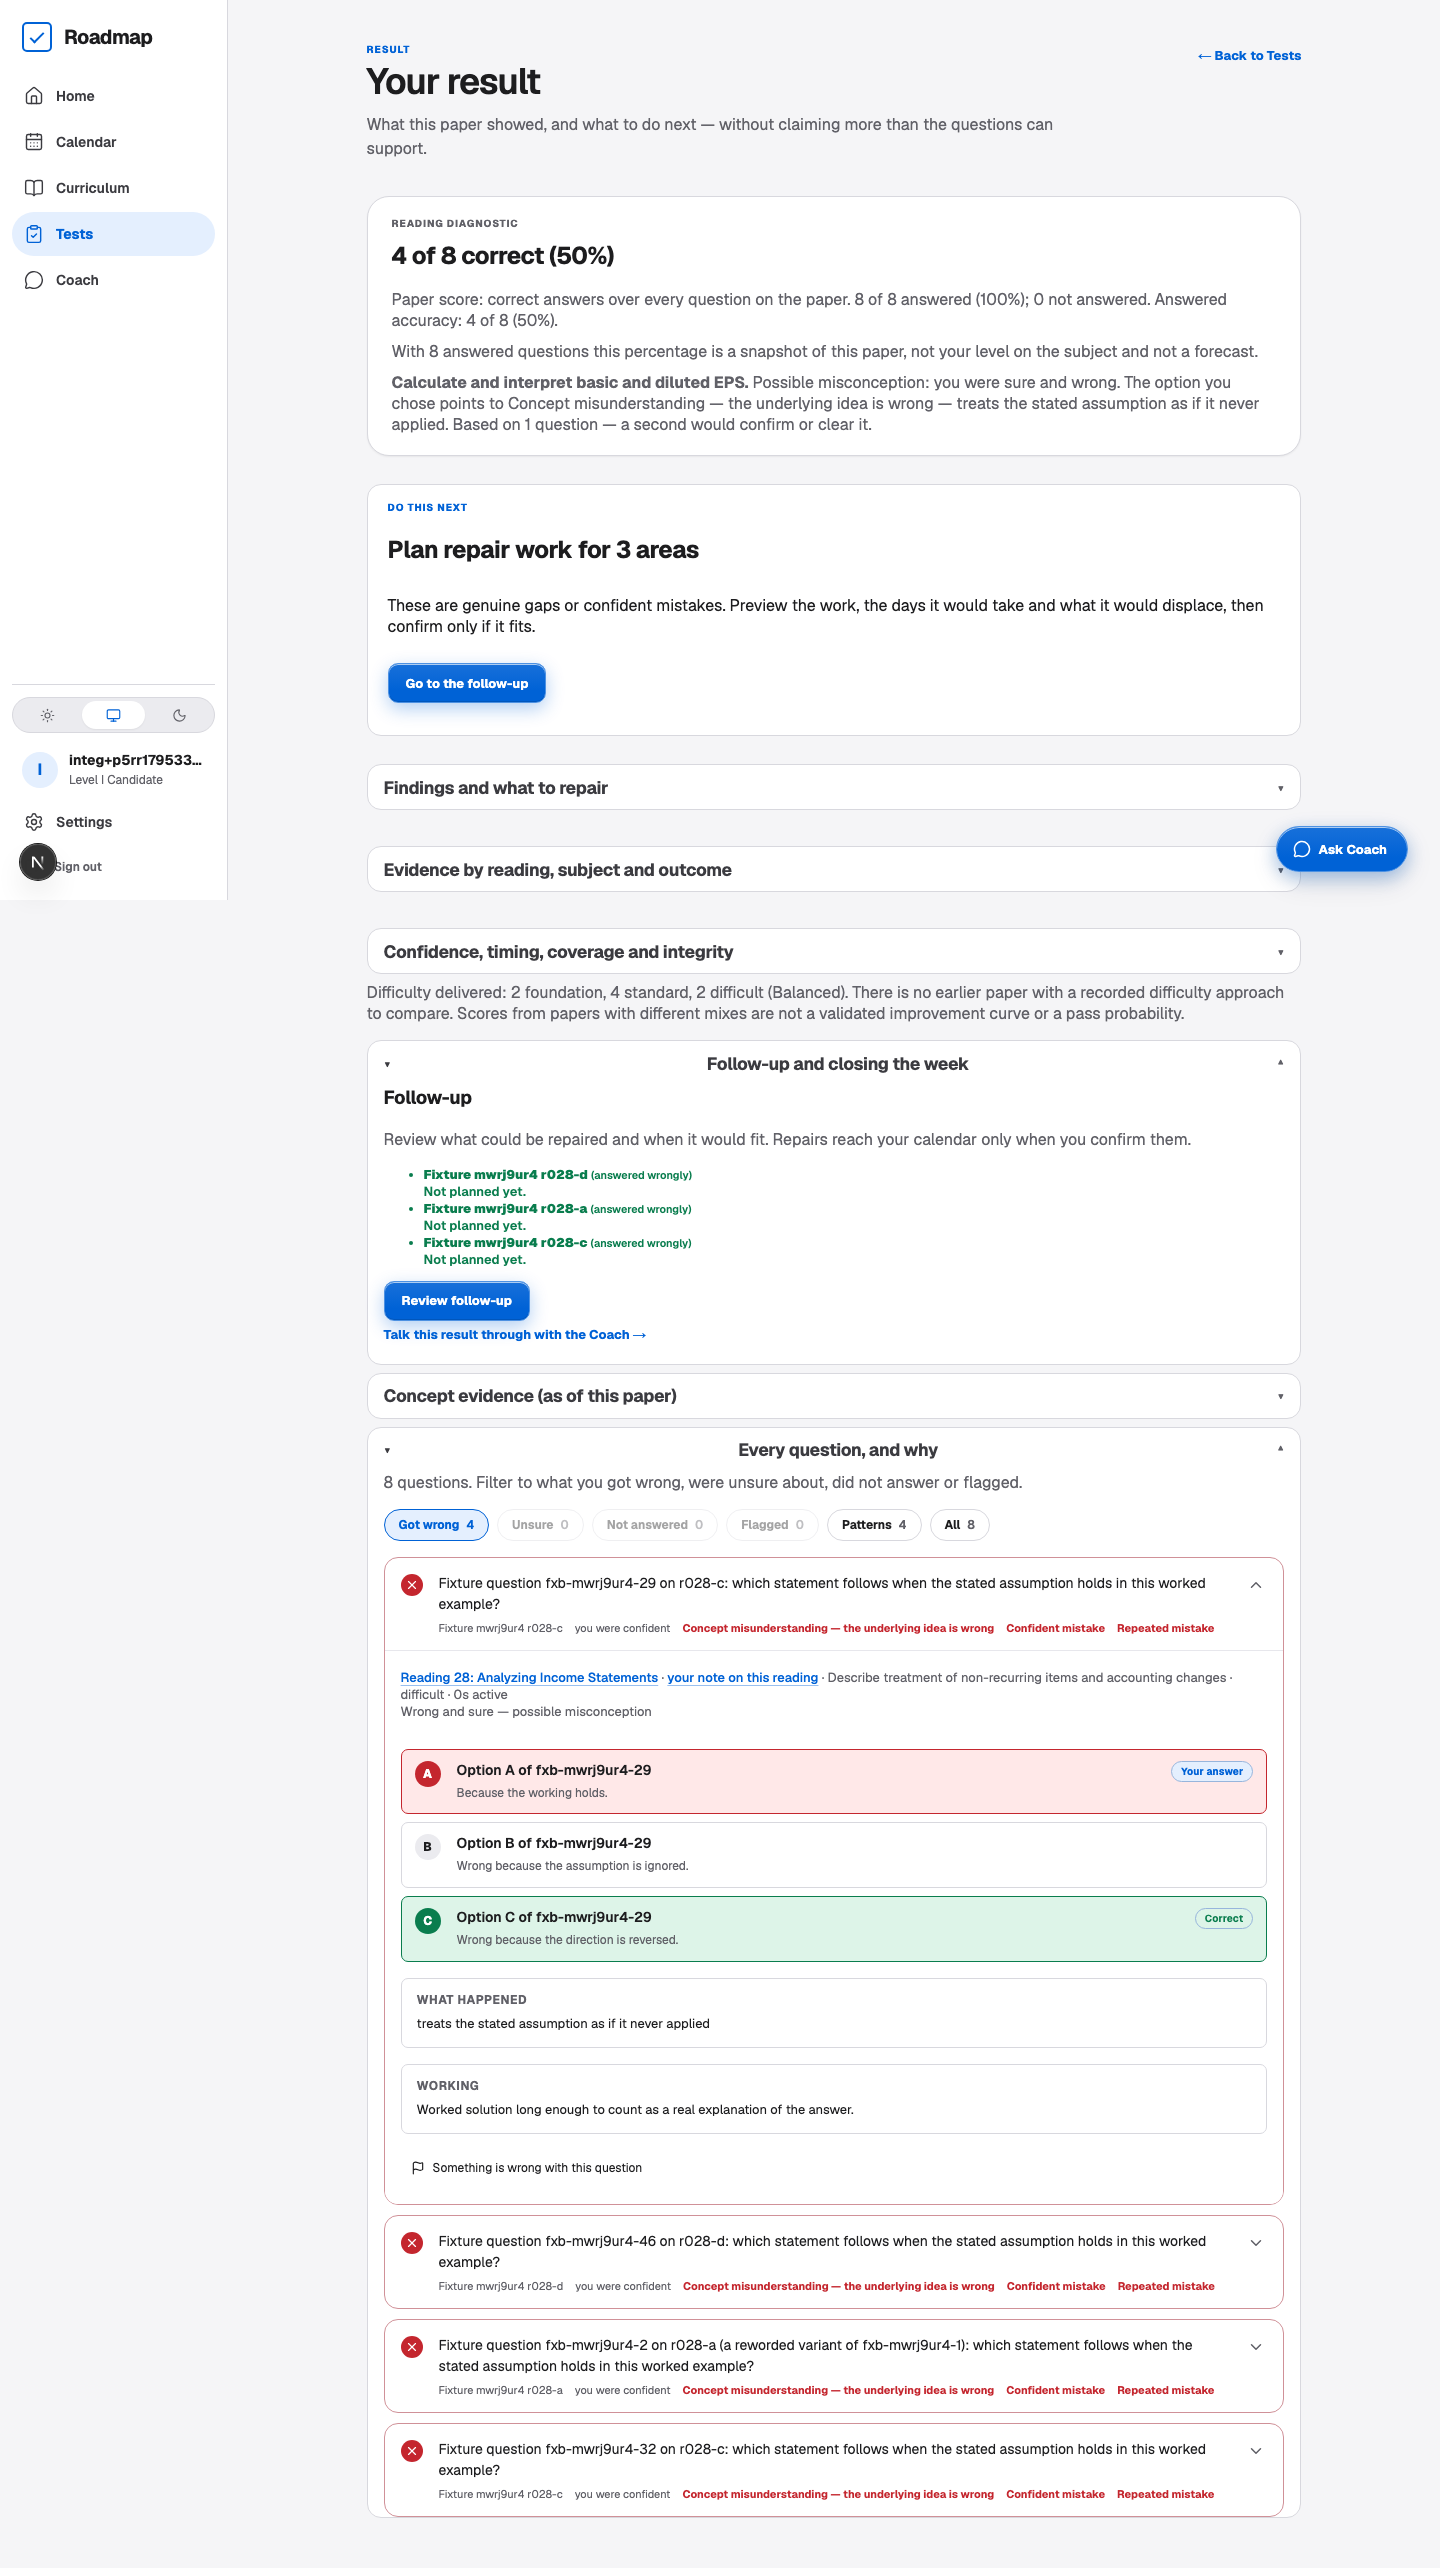 Roadmap
Home
Calendar
Curriculum
Tests
Coach
integ+p5rr179533...
I
Level I Candidate
Settings
N
Sign out
RESULT
← Back to Tests
Your result
What this paper showed, and what to do next — without claiming more than the questions can
support.
READING DIAGNOSTIC
4 of 8 correct (50%)
Paper score: correct answers over every question on the paper. 8 of 8 answered (100%); 0 not answered. Answered
accuracy: 4 of 8 (50%).
With 8 answered questions this percentage is a snapshot of this paper, not your level on the subject and not a forecast.
Calculate and interpret basic and diluted EPS. Possible misconception: you were sure and wrong. The option you
chose points to Concept misunderstanding — the underlying idea is wrong — treats the stated assumption as if it never
applied. Based on 1 question — a second would confirm or clear it.
DO THIS NEXT
Plan repair work for 3 areas
These are genuine gaps or confident mistakes. Preview the work, the days it would take and what it would displace, then
confirm only if it fits.
Go to the follow-up
Findings and what to repair
Evidence by reading, subject and outcome
Ask Coach
Confidence, timing, coverage and integrity
Difficulty delivered: 2 foundation, 4 standard, 2 difficult (Balanced). There is no earlier paper with a recorded difficulty approach
to compare. Scores from papers with different mixes are not a validated improvement curve or a pass probability.
Follow-up and closing the week
Follow-up
Review what could be repaired and when it would fit. Repairs reach your calendar only when you confirm them.
• Fixture mwrj9ur4 r028-d (answered wrongly)
Not planned yet.
• Fixture mwrj9ur4 r028-a (answered wrongly)
Not planned yet.
• Fixture mwrj9ur4 r028-c (answered wrongly)
Not planned yet.
Review follow-up
Talk this result through with the Coach →
Concept evidence (as of this paper)
Every question, and why
8 questions. Filter to what you got wrong, were unsure about, did not answer or flagged.
Got wrong 4 Unsure 0 Not answered 0 Flagged 0 Patterns 4 All 8
Fixture question fxb-mwrj9ur4-29 on r028-c: which statement follows when the stated assumption holds in this worked
example?
Fixture mwrj9ur4 r028-c you were confident Concept misunderstanding — the underlying idea is wrong Confident mistake Repeated mistake
Reading 28: Analyzing Income Statements · your note on this reading · Describe treatment of non-recurring items and accounting changes ·
difficult · 0s active
Wrong and sure — possible misconception
A Option A of fxb-mwrj9ur4-29 Your answer
Because the working holds.
B Option B of fxb-mwrj9ur4-29
Wrong because the assumption is ignored.
C Option C of fxb-mwrj9ur4-29 Correct
Wrong because the direction is reversed.
WHAT HAPPENED
treats the stated assumption as if it never applied
WORKING
Worked solution long enough to count as a real explanation of the answer.
Something is wrong with this question
Fixture question fxb-mwrj9ur4-46 on r028-d: which statement follows when the stated assumption holds in this worked
example?
Fixture mwrj9ur4 r028-d you were confident Concept misunderstanding — the underlying idea is wrong Confident mistake Repeated mistake
Fixture question fxb-mwrj9ur4-2 on r028-a (a reworded variant of fxb-mwrj9ur4-1): which statement follows when the
stated assumption holds in this worked example?
Fixture mwrj9ur4 r028-a you were confident Concept misunderstanding — the underlying idea is wrong Confident mistake Repeated mistake
Fixture question fxb-mwrj9ur4-32 on r028-c: which statement follows when the stated assumption holds in this worked
example?
Fixture mwrj9ur4 r028-c you were confident Concept misunderstanding — the underlying idea is wrong Confident mistake Repeated mistake